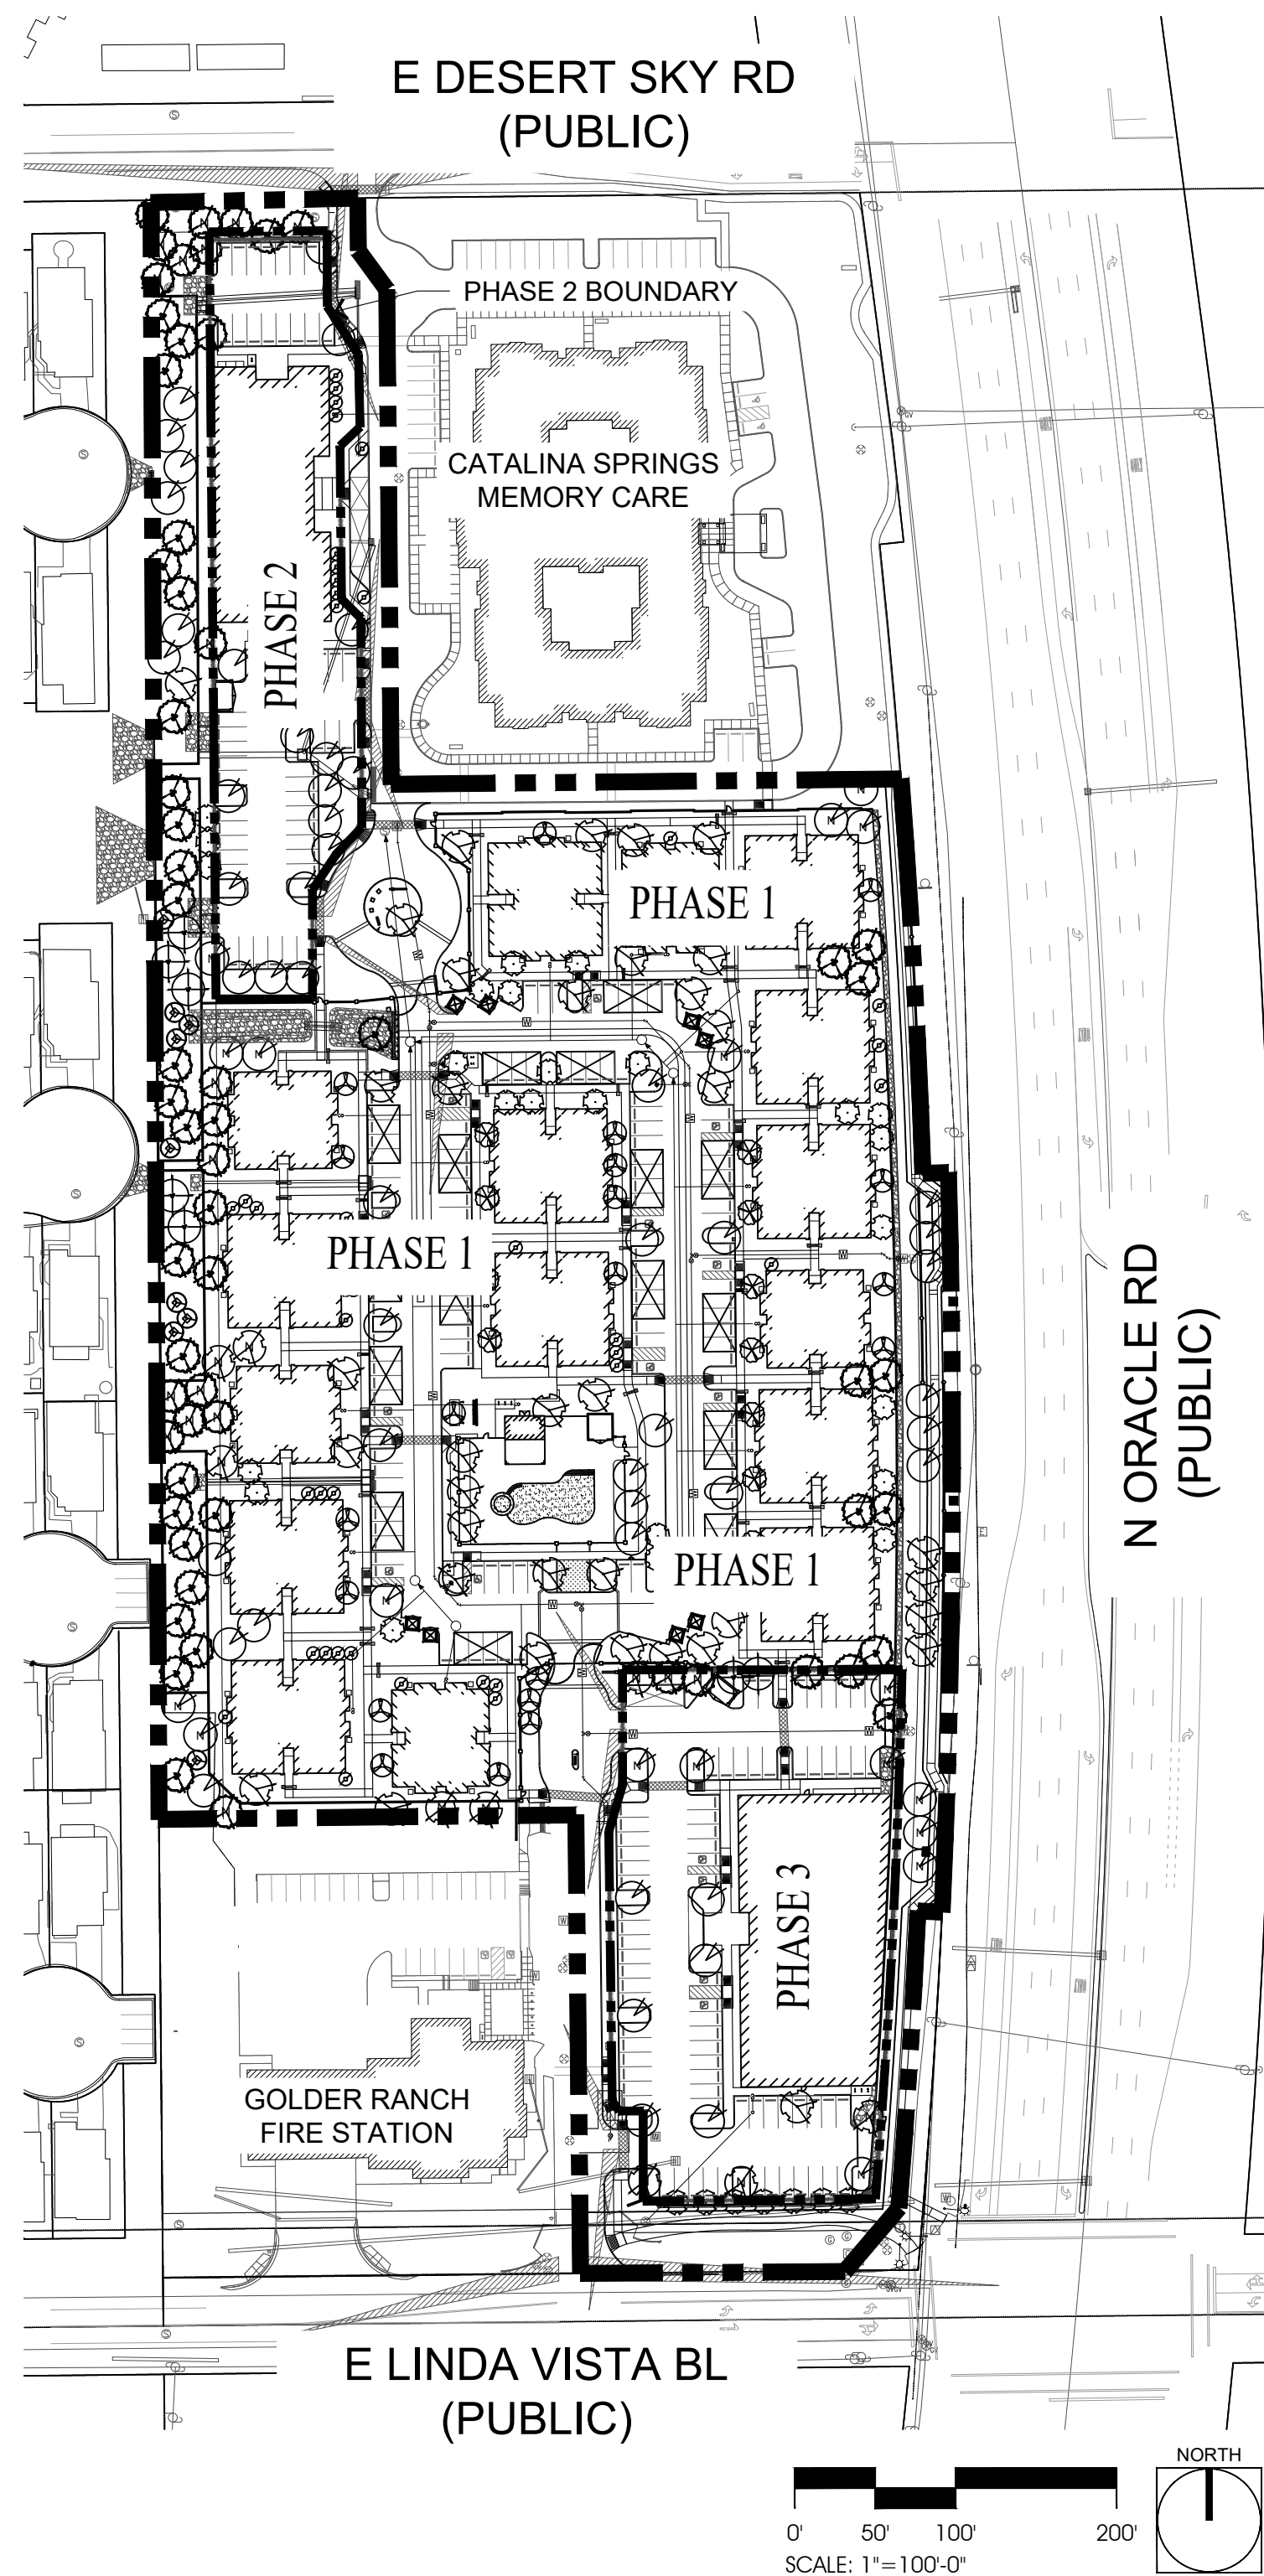 E DESERT SKY RD
(PUBLIC)
PHASE 2 BOUNDARY
CATALINA SPRINGS
MEMORY CARE
PHASE 2
PHASE 1
PHASE 1
N ORACLE RD
(PUBLIC)
PHASE 1
PHASE 3
GOLDER RANCH
FIRE STATION
E LINDA VISTA BL
(PUBLIC)
NORTH
0' 50' 100' 200'
SCALE: 1"=100'-0"